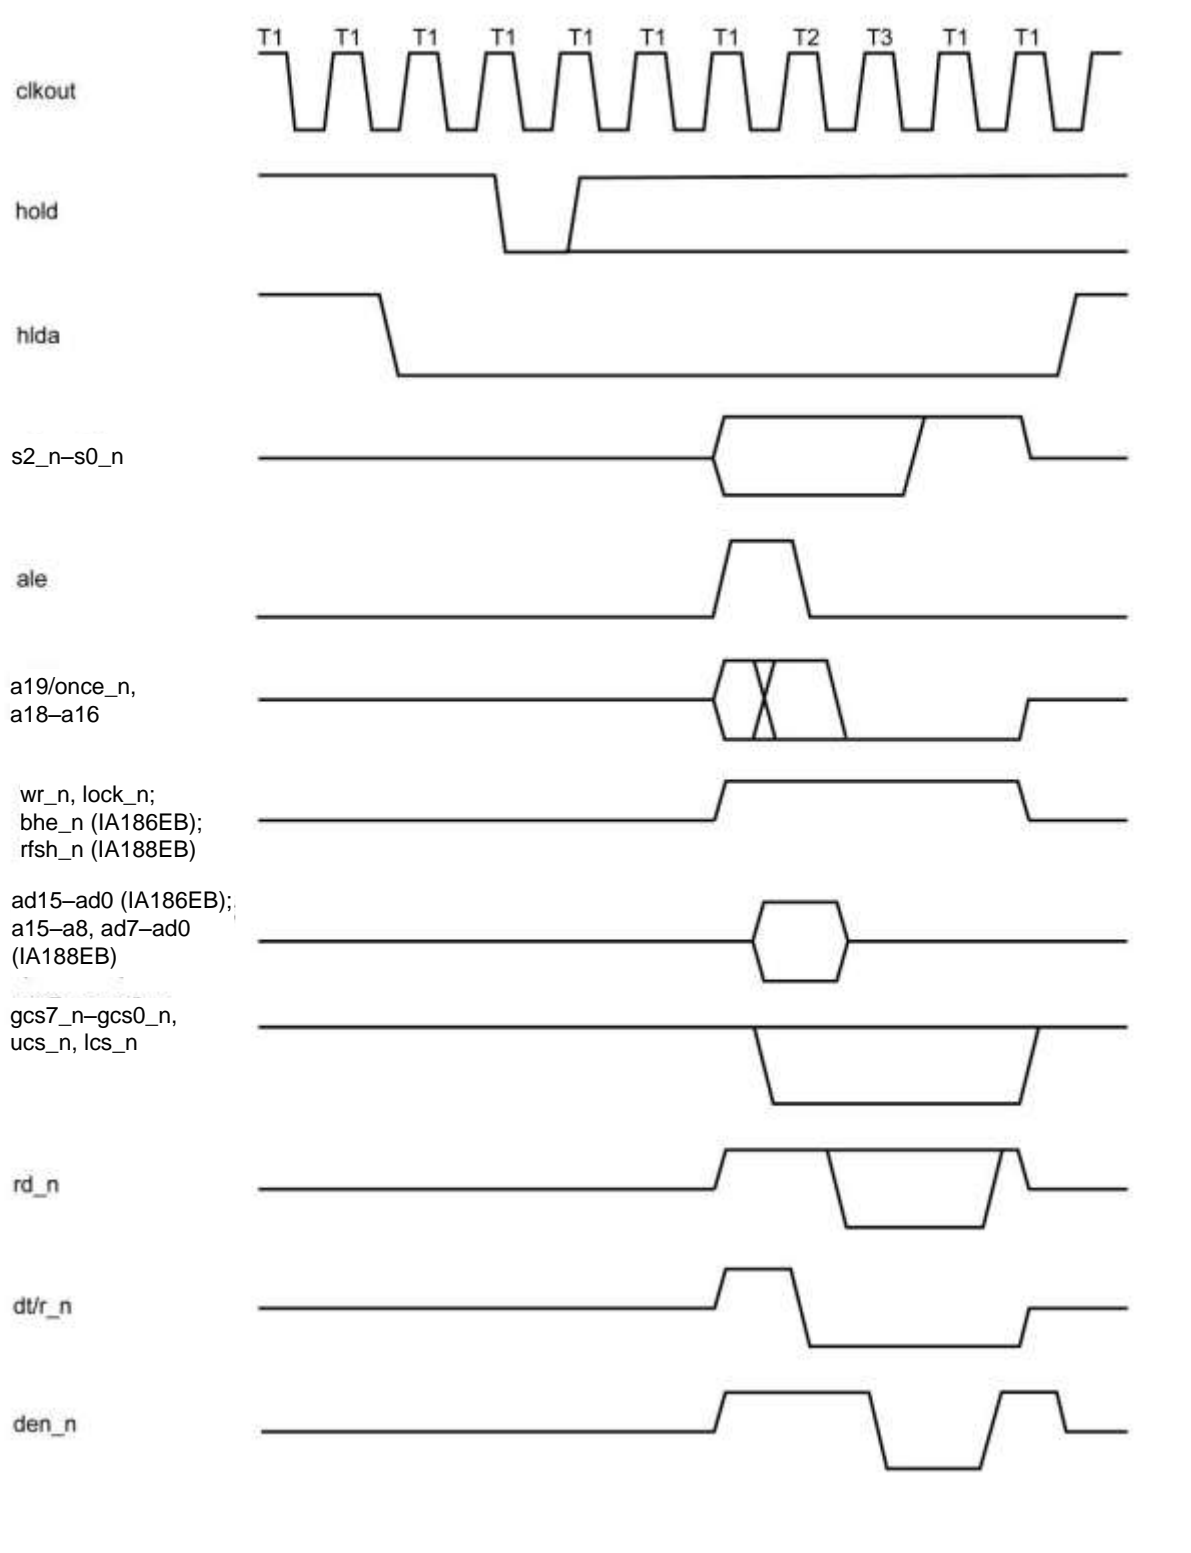 T1 T1 T1 T1 T1 T1 T1 T2 T3 T1 T1
clkout
hold
hlda
s2_n–s0_n
ale
a19/once_n,
a18–a16
wr_n, lock_n;
bhe_n (IA186EB);
rfsh_n (IA188EB)
ad15–ad0 (IA186EB);
a15–a8, ad7–ad0
(IA188EB)
gcs7_n–gcs0_n,
ucs_n, lcs_n
rd_n
dt/r_n
den_n